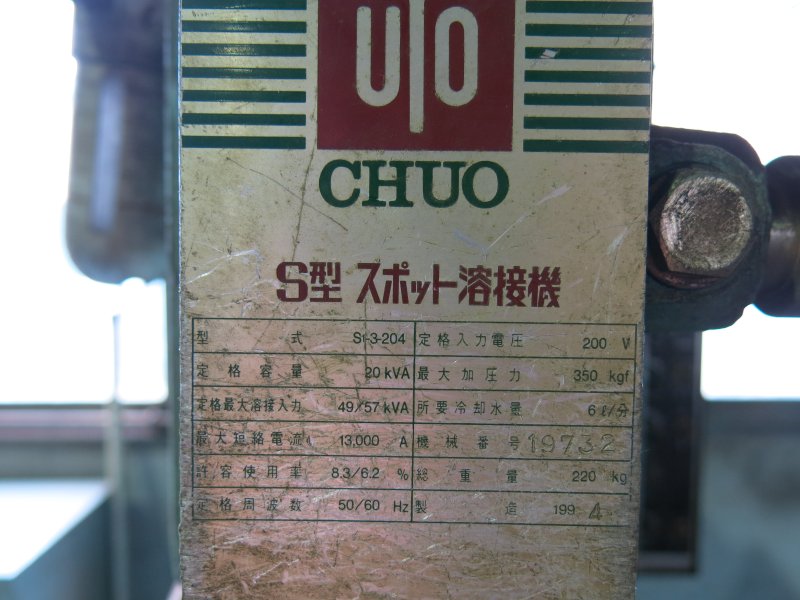 CHUO
S型 スポット溶接機
型式 S-3-204 定格入力電圧 200 V
定格容量 20 kVA 最大加圧力 350 kgf
定格最大溶接入力 49/57 kVA 所要冷却水量 6 ℓ/分
最大短絡電流 13,000 A 機械番号 19732
許容使用率 8.3/6.2 % 総重量 220 kg
定格周波数 50/60 Hz 製造 1994